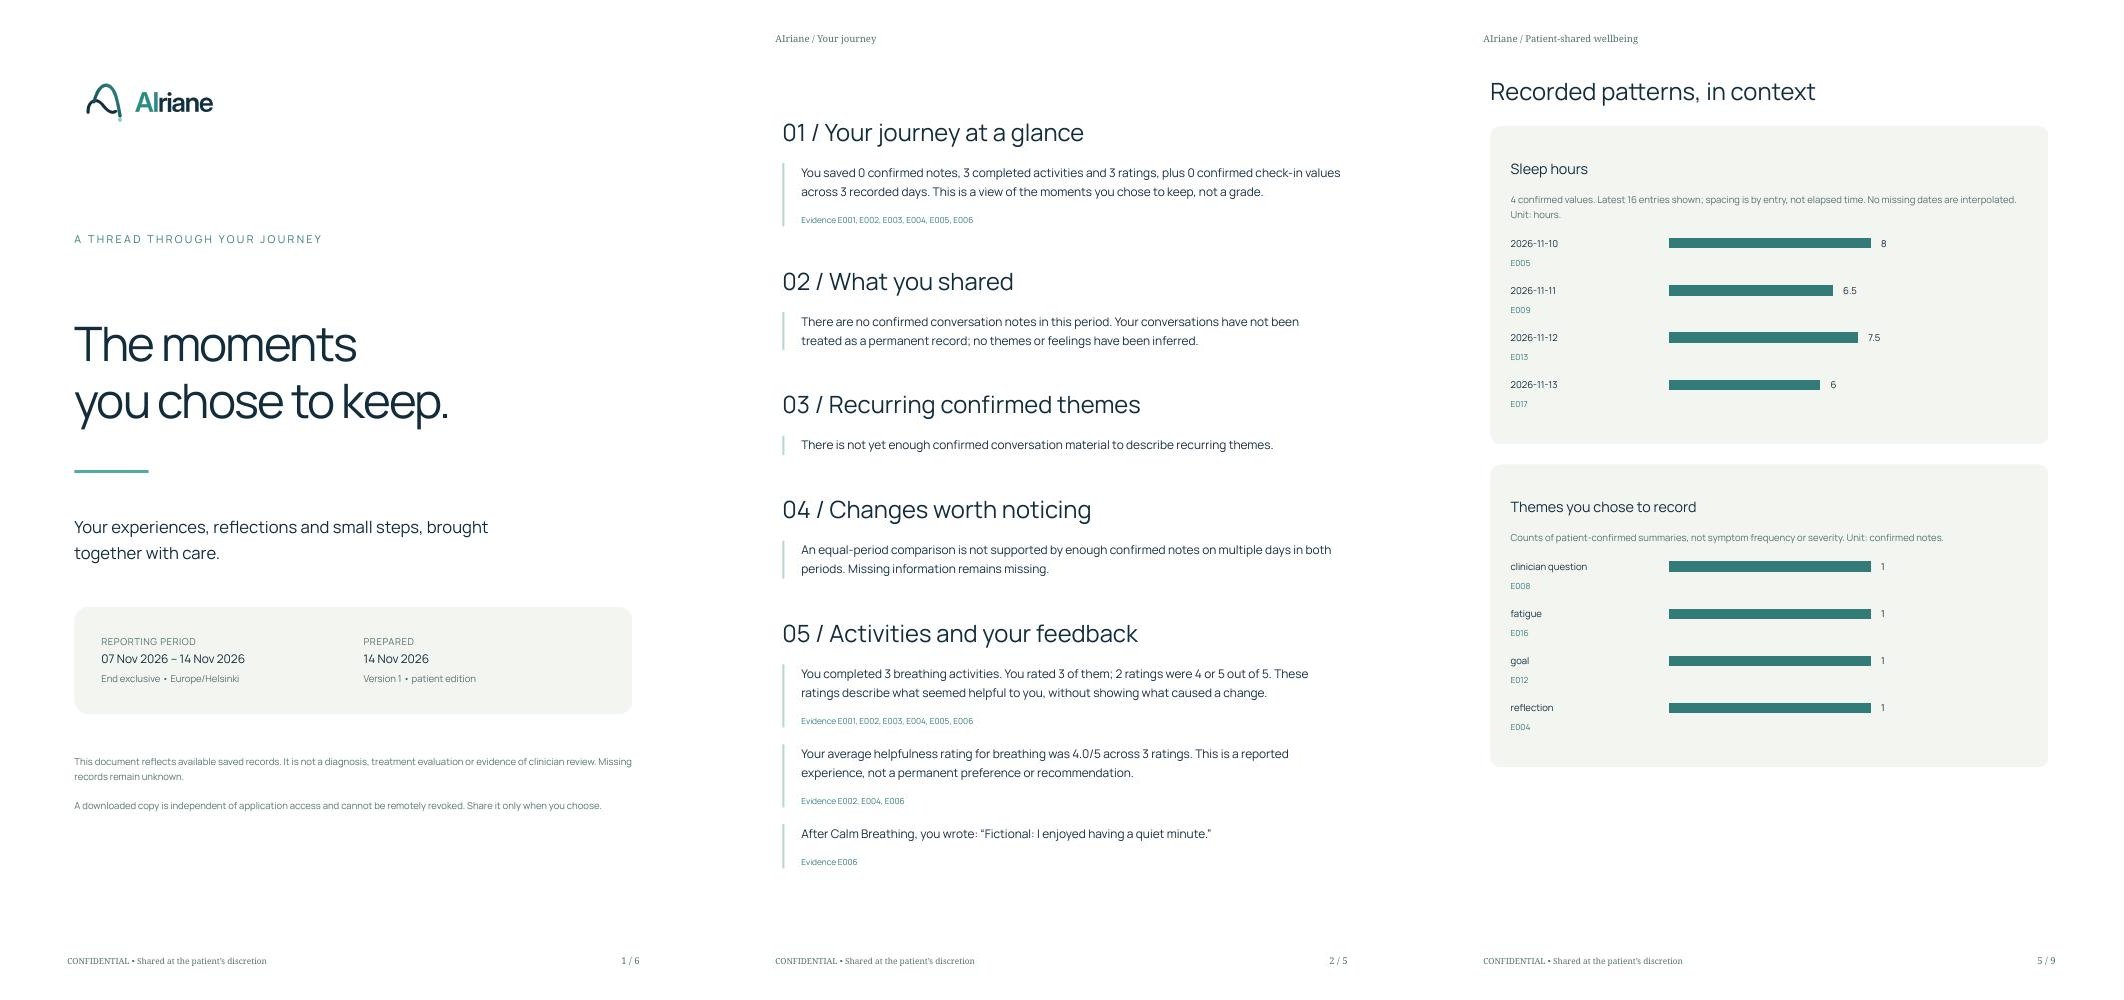 AIriane
A THREAD THROUGH YOUR JOURNEY
The moments
you chose to keep.
Your experiences, reflections and small steps, brought
together with care.
REPORTING PERIOD
07 Nov 2026 – 14 Nov 2026
End exclusive • Europe/Helsinki
PREPARED
14 Nov 2026
Version 1 • patient edition
This document reflects available saved records. It is not a diagnosis, treatment evaluation or evidence of clinician review. Missing
records remain unknown.
A downloaded copy is independent of application access and cannot be remotely revoked. Share it only when you choose.
CONFIDENTIAL • Shared at the patient's discretion
1 / 6
AIriane / Your journey
01 / Your journey at a glance
You saved 0 confirmed notes, 3 completed activities and 3 ratings, plus 0 confirmed check-in values
across 3 recorded days. This is a view of the moments you chose to keep, not a grade.
Evidence E001, E002, E003, E004, E005, E006
02 / What you shared
There are no confirmed conversation notes in this period. Your conversations have not been
treated as a permanent record; no themes or feelings have been inferred.
03 / Recurring confirmed themes
There is not yet enough confirmed conversation material to describe recurring themes.
04 / Changes worth noticing
An equal-period comparison is not supported by enough confirmed notes on multiple days in both
periods. Missing information remains missing.
05 / Activities and your feedback
You completed 3 breathing activities. You rated 3 of them; 2 ratings were 4 or 5 out of 5. These
ratings describe what seemed helpful to you, without showing what caused a change.
Evidence E001, E002, E003, E004, E005, E006
Your average helpfulness rating for breathing was 4.0/5 across 3 ratings. This is a reported
experience, not a permanent preference or recommendation.
Evidence E002, E004, E006
After Calm Breathing, you wrote: “Fictional: I enjoyed having a quiet minute.”
Evidence E006
CONFIDENTIAL • Shared at the patient's discretion
2 / 5
AIriane / Patient-shared wellbeing
Recorded patterns, in context
Sleep hours
4 confirmed values. Latest 16 entries shown; spacing is by entry, not elapsed time. No missing dates are interpolated.
Unit: hours.
2026-11-10 8
E005
2026-11-11 6.5
E009
2026-11-12 7.5
E013
2026-11-13 6
E017
Themes you chose to record
Counts of patient-confirmed summaries, not symptom frequency or severity. Unit: confirmed notes.
clinician question 1
E008
fatigue 1
E016
goal 1
E012
reflection 1
E004
CONFIDENTIAL • Shared at the patient's discretion
5 / 9